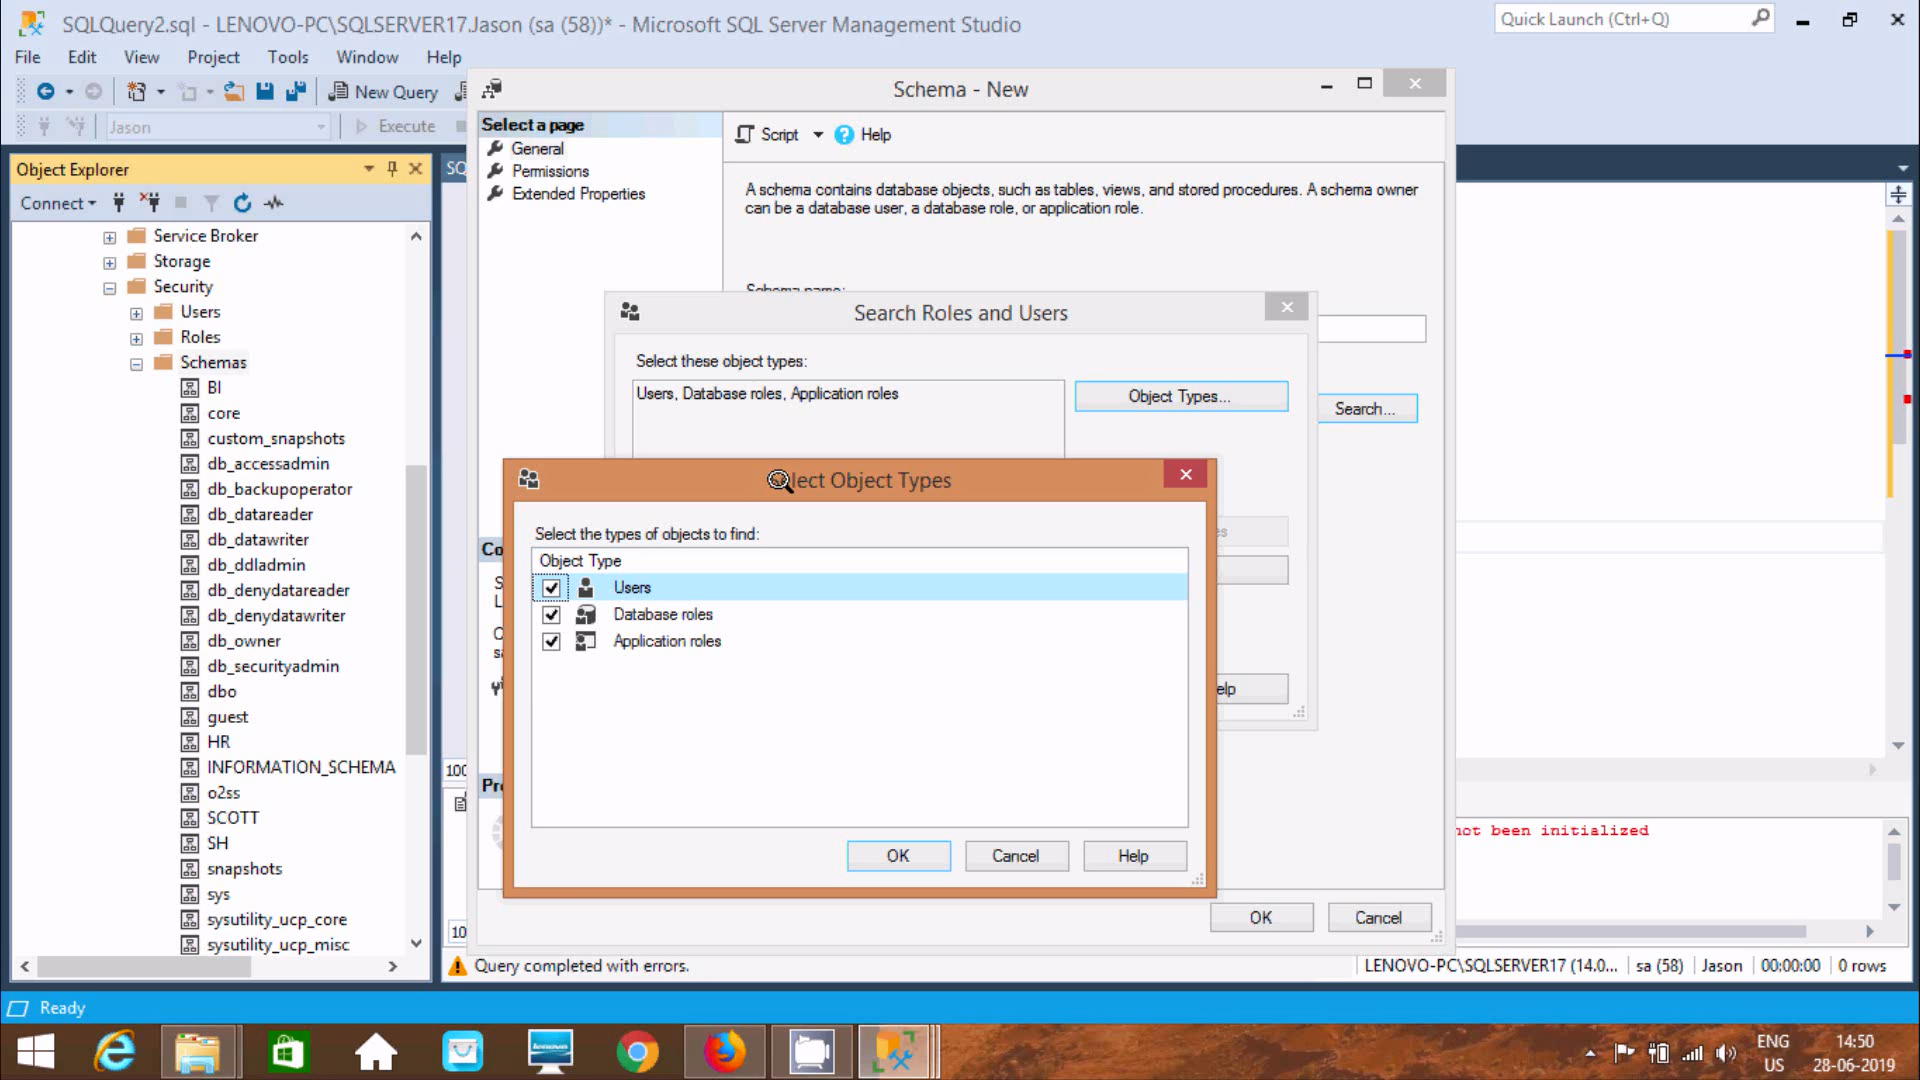 SQLQuery2.sql - LENOVO-PC\SQLSERVER17.Jason (sa (58))* - Microsoft SQL Server Management Studio
Quick Launch (Ctrl+Q)
File Edit View Project Tools Window Help
New Query
Jason
Execute
Object Explorer
Connect
Service Broker
Storage
Security
Users
Roles
Schemas
BI
core
custom_snapshots
db_accessadmin
db_backupoperator
db_datareader
db_datawriter
db_ddladmin
db_denydatareader
db_denydatawriter
db_owner
db_securityadmin
dbo
guest
HR
INFORMATION_SCHEMA
o2ss
SCOTT
SH
snapshots
sys
sysutility_ucp_core
sysutility_ucp_misc
Schema - New
Select a page
General
Permissions
Extended Properties
Script
Help
A schema contains database objects, such as tables, views, and stored procedures. A schema owner
can be a database user, a database role, or application role.
Schema name:
Search...
Search Roles and Users
Select these object types:
Users, Database roles, Application roles
Object Types...
Object Types
Select the types of objects to find:
Object Type
Users
Database roles
Application roles
OK Cancel Help
OK Cancel
not been initialized
Query completed with errors.
LENOVO-PC\SQLSERVER17 (14.0... sa (58) Jason 00:00:00 0 rows
Ready
ENG
US
14:50
28-06-2019